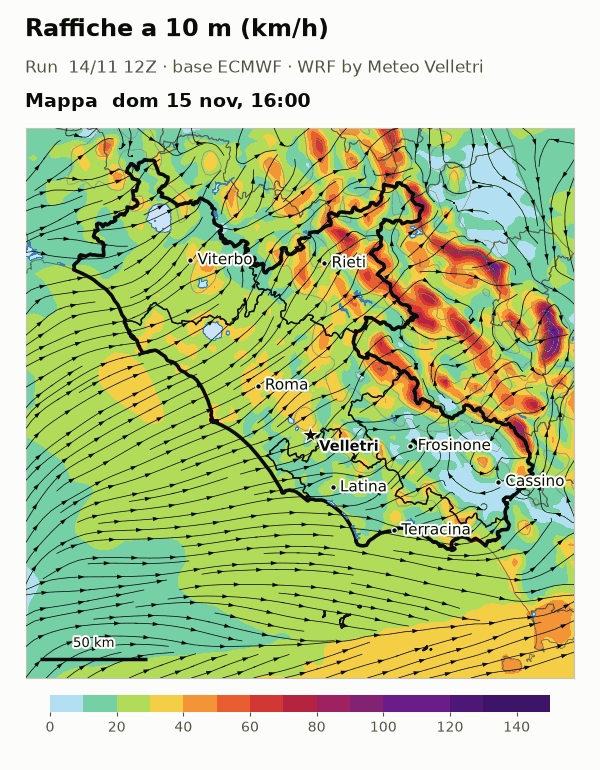 Raffiche a 10 m (km/h)
Run 14/11 12Z · base ECMWF · WRF by Meteo Velletri
Mappa dom 15 nov, 16:00
Viterbo
Rieti
Roma
Velletri
Frosinone
Cassino
Latina
Terracina
50 km
0 20 40 60 80 100 120 140